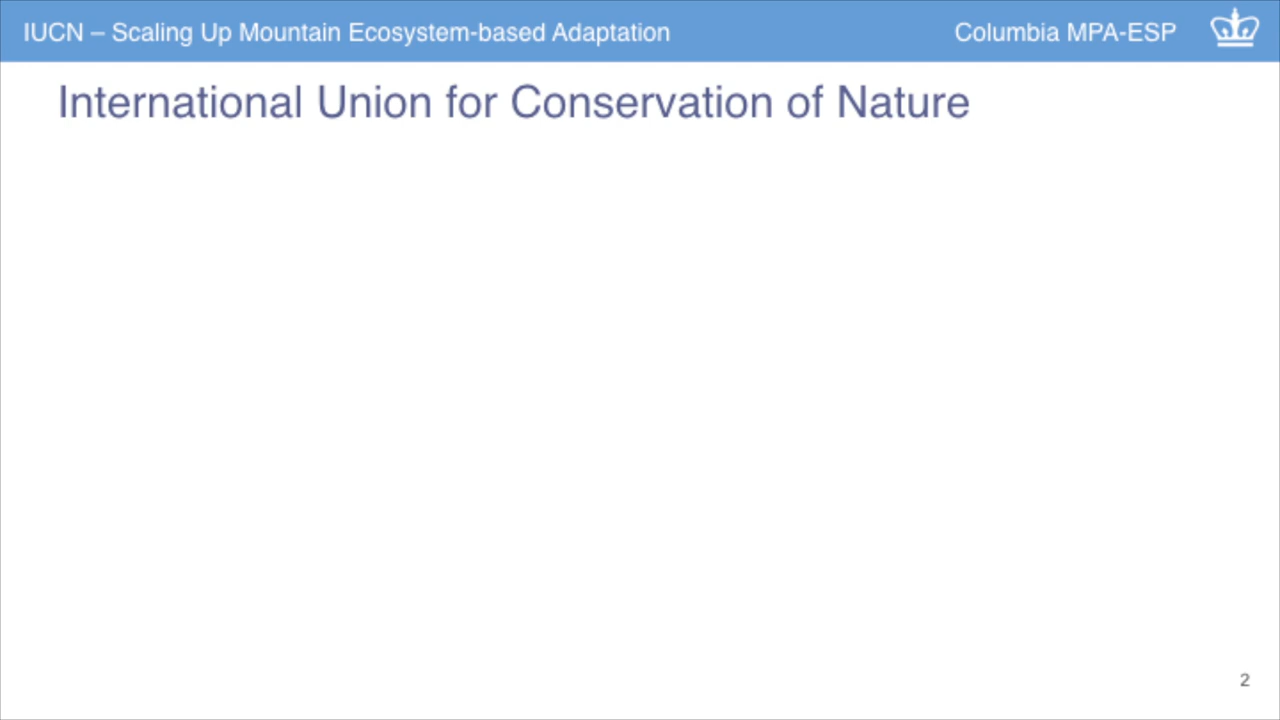 IUCN – Scaling Up Mountain Ecosystem-based Adaptation Columbia MPA-ESP
International Union for Conservation of Nature
2